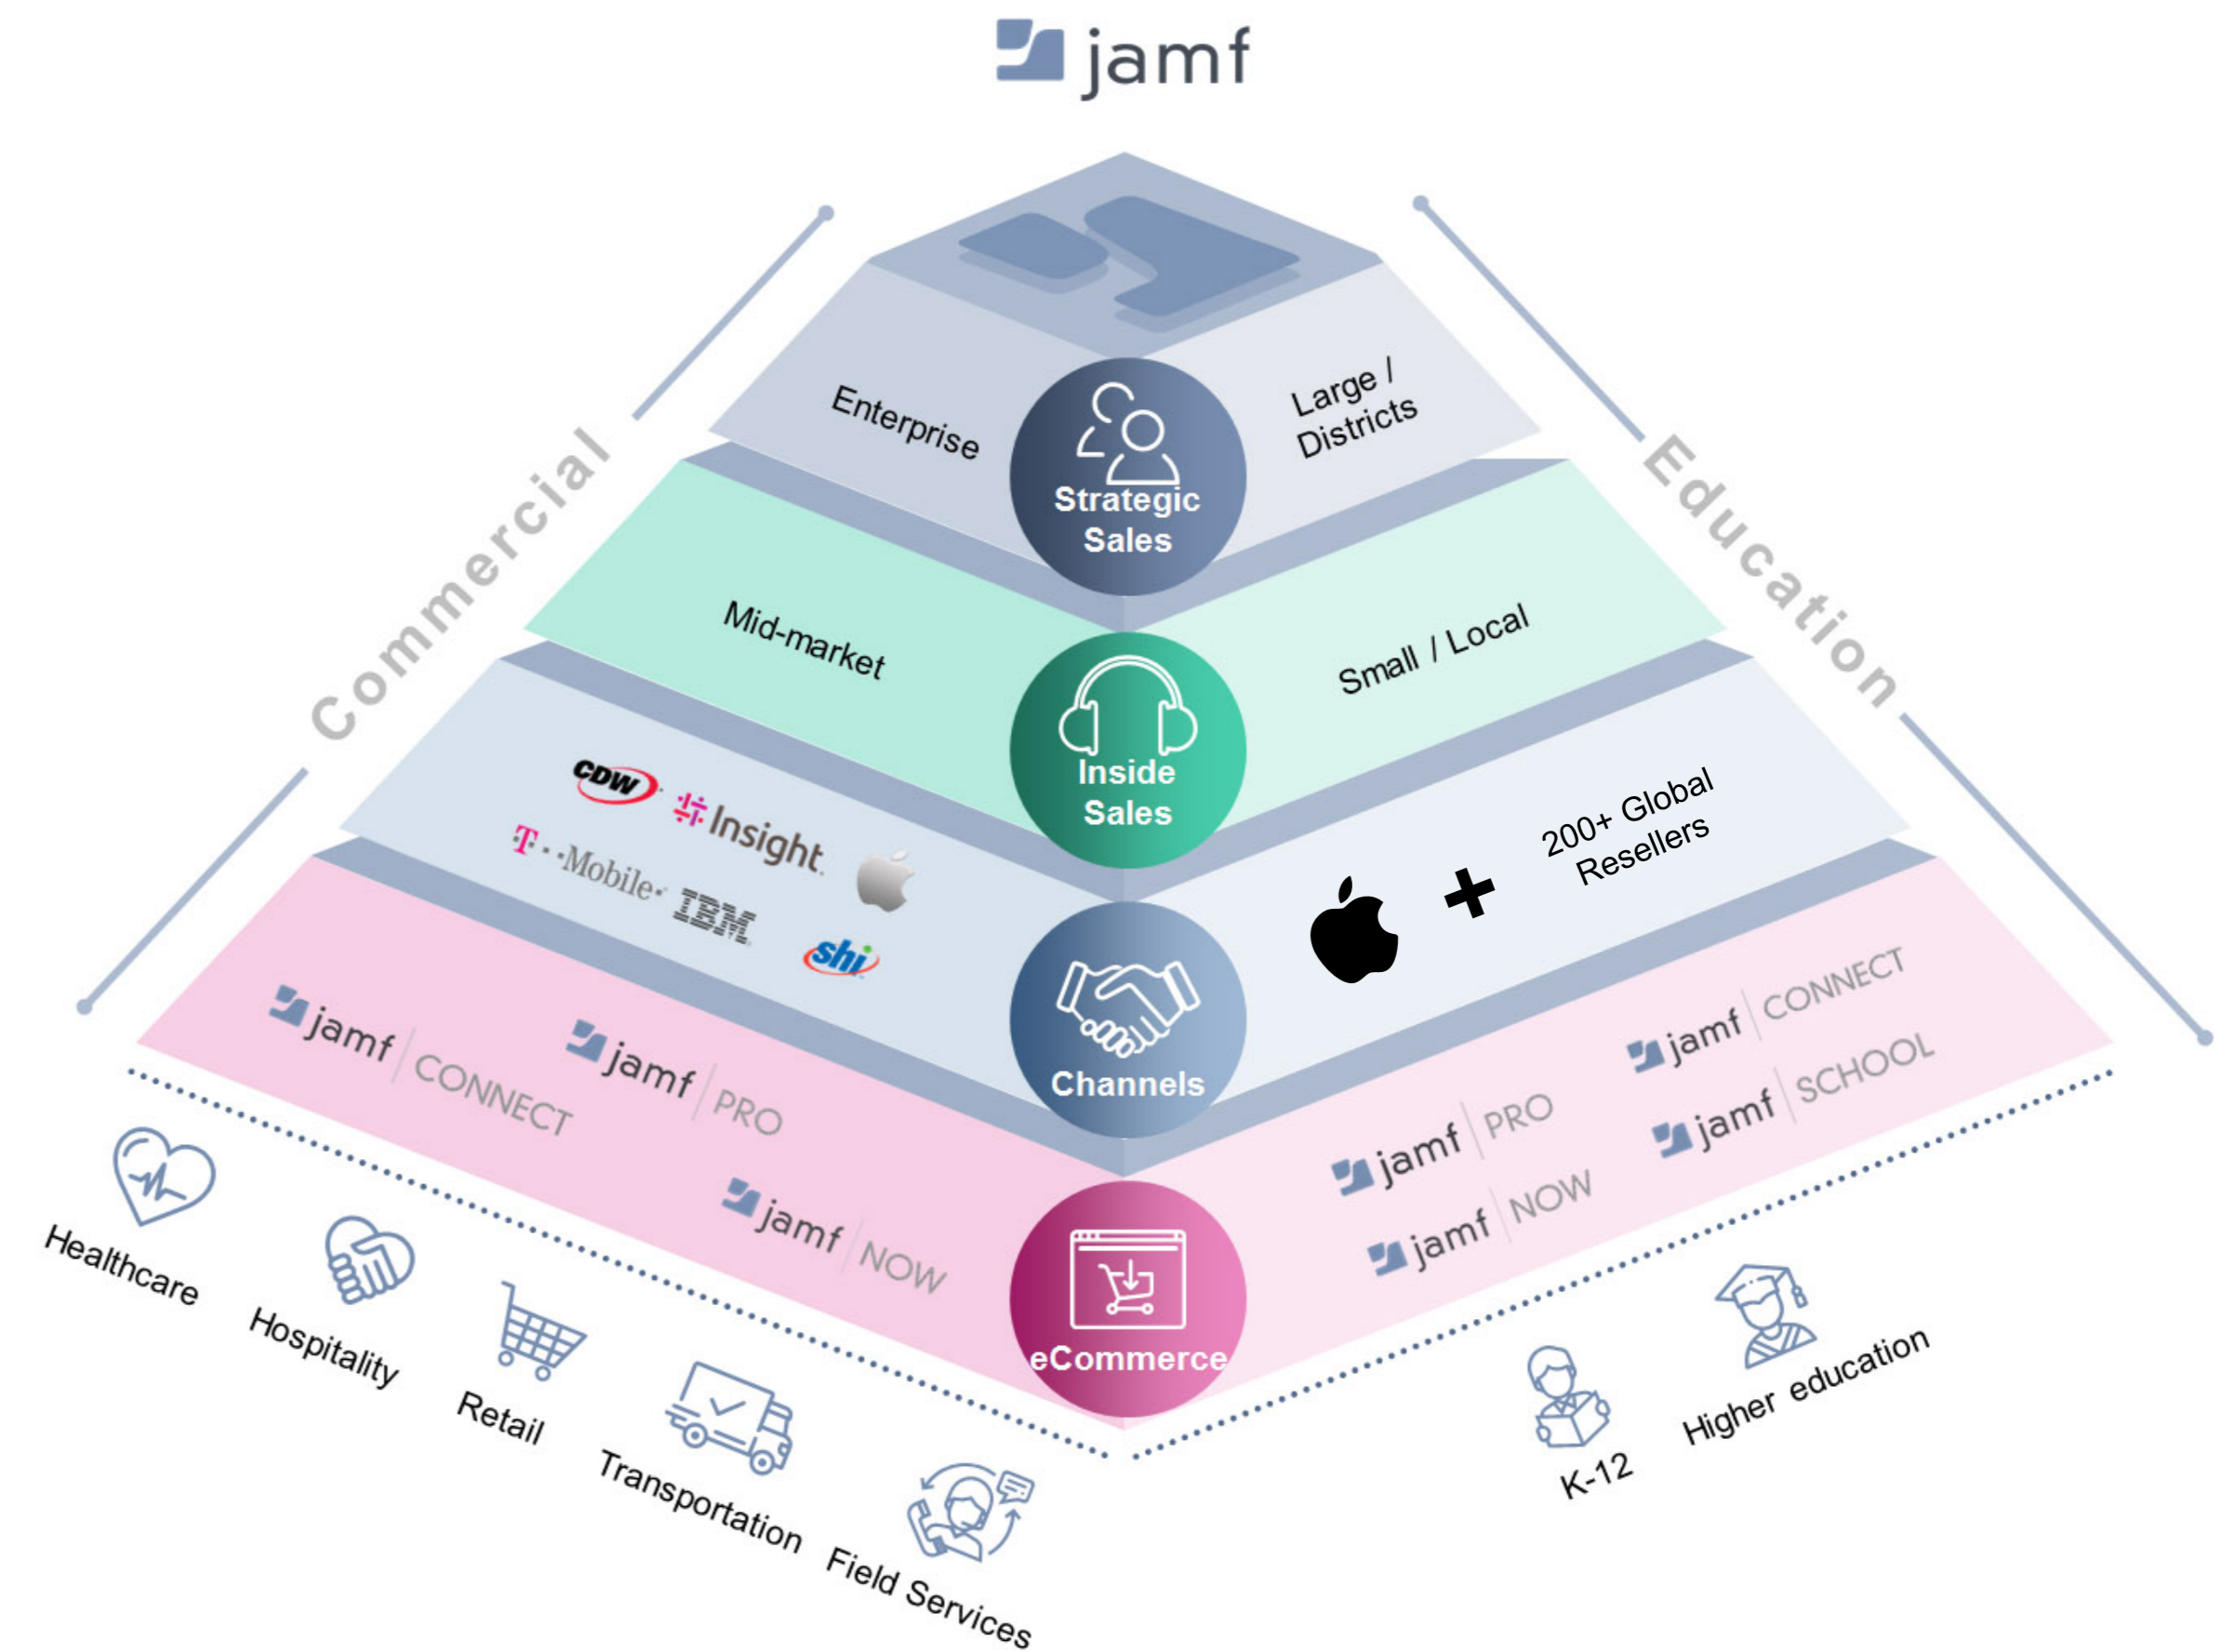 jamf
Commercial
Education
Enterprise
Strategic
Sales
Large /
Districts
Mid-market
Inside
Sales
Small / Local
CDW
Insight
T··Mobile·
IBM
shi
Channels
200+ Global
Resellers
+
jamf CONNECT
jamf PRO
jamf NOW
eCommerce
jamf PRO
jamf CONNECT
jamf NOW
jamf SCHOOL
Healthcare
Hospitality
Retail
Transportation
Field Services
K-12
Higher education